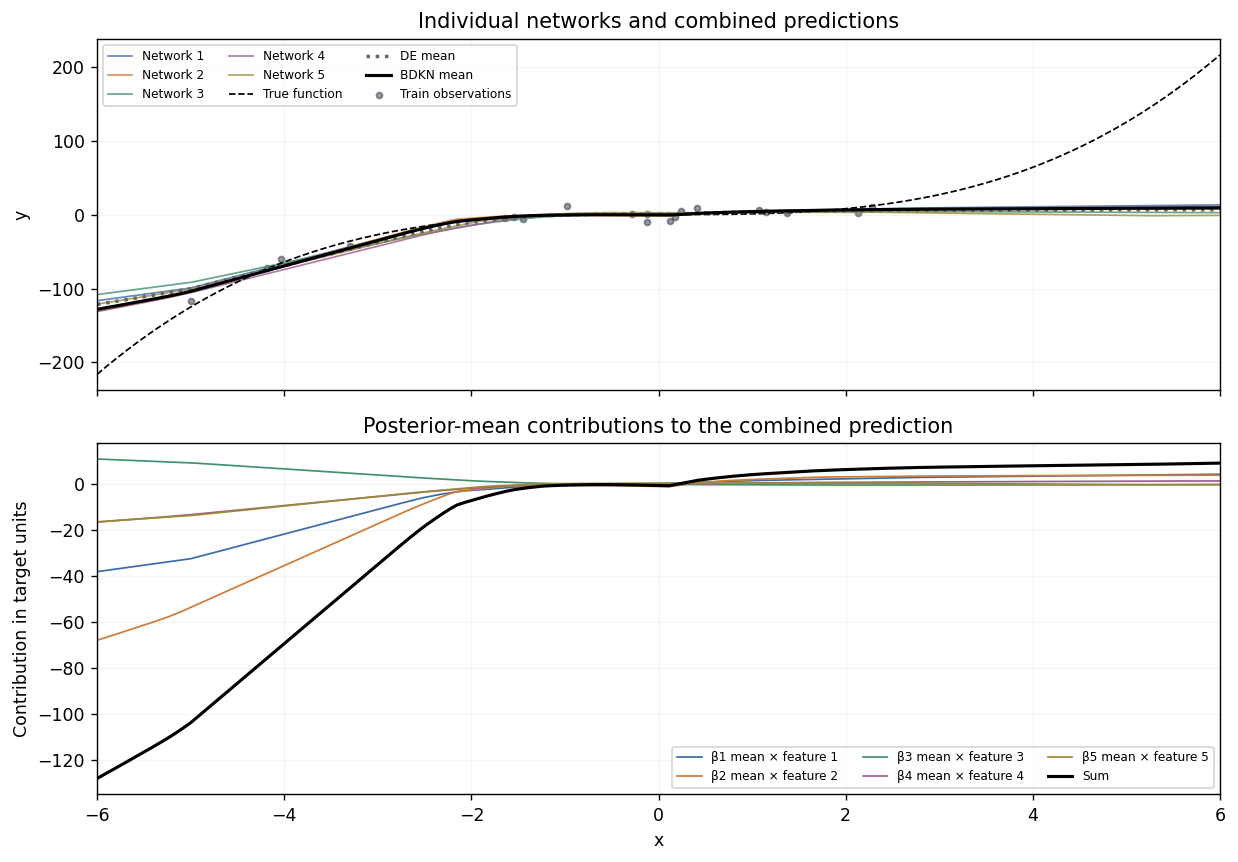 Individual networks and combined predictions
Network 1 Network 4 DE mean
Network 2 Network 5 BDKN mean
Network 3 True function Train observations
200
100
0
−100
−200
y
Posterior-mean contributions to the combined prediction
0
−20
−40
−60
−80
−100
−120
Contribution in target units
β1 mean × feature 1 β3 mean × feature 3 β5 mean × feature 5
β2 mean × feature 2 β4 mean × feature 4 Sum
−6 −4 −2 0 2 4 6
x